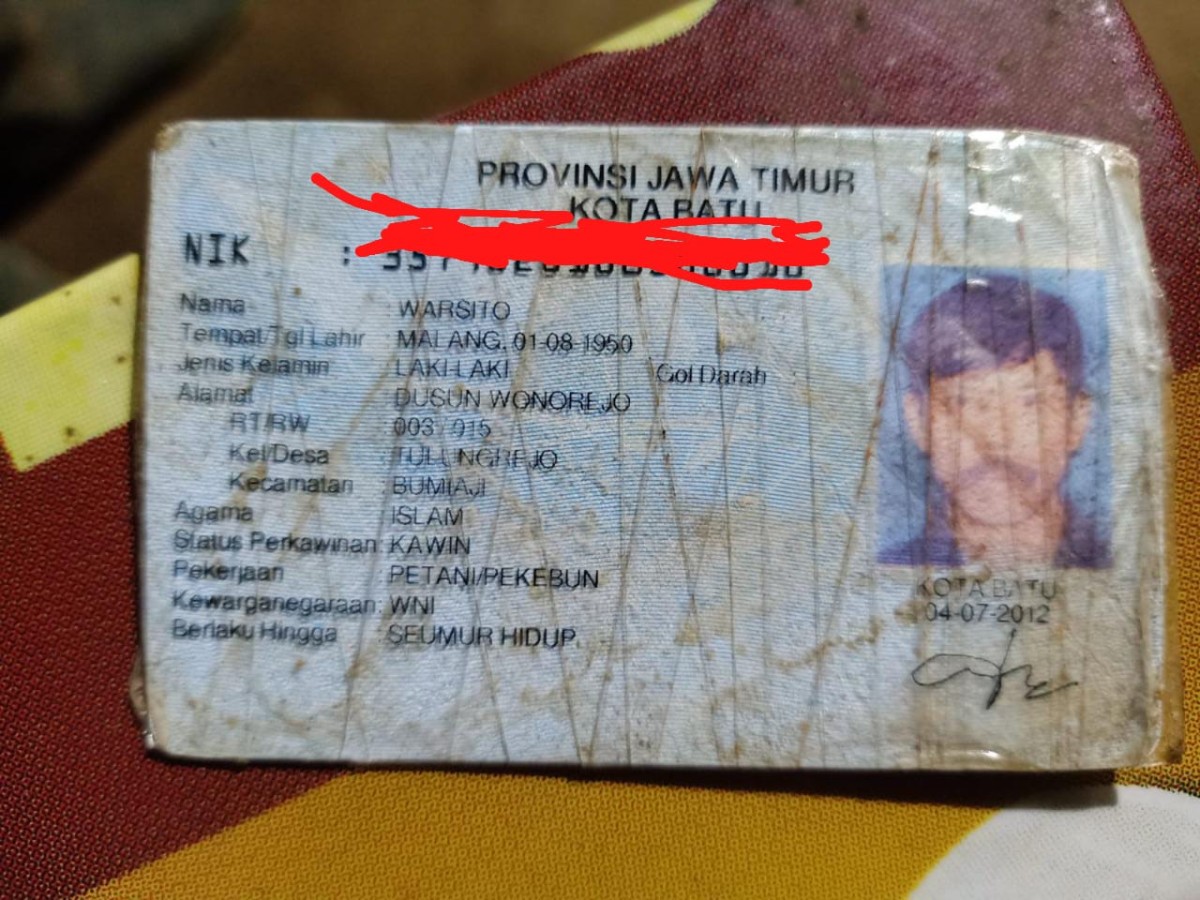 PROVINSI JAWA TIMUR
KOTA BATU
NIK :
Nama : WARSITO
Tempat/Tgl Lahir : MALANG, 01-08-1950
Jenis Kelamin : LAKI-LAKI Gol Darah
Alamat : DUSUN WONOREJO
RT/RW : 003 / 015
Kel/Desa : TULUNGREJO
Kecamatan : BUMIAJI
Agama : ISLAM
Status Perkawinan : KAWIN
Pekerjaan : PETANI/PEKEBUN
Kewarganegaraan : WNI
Berlaku Hingga : SEUMUR HIDUP
KOTA BATU
04-07-2012